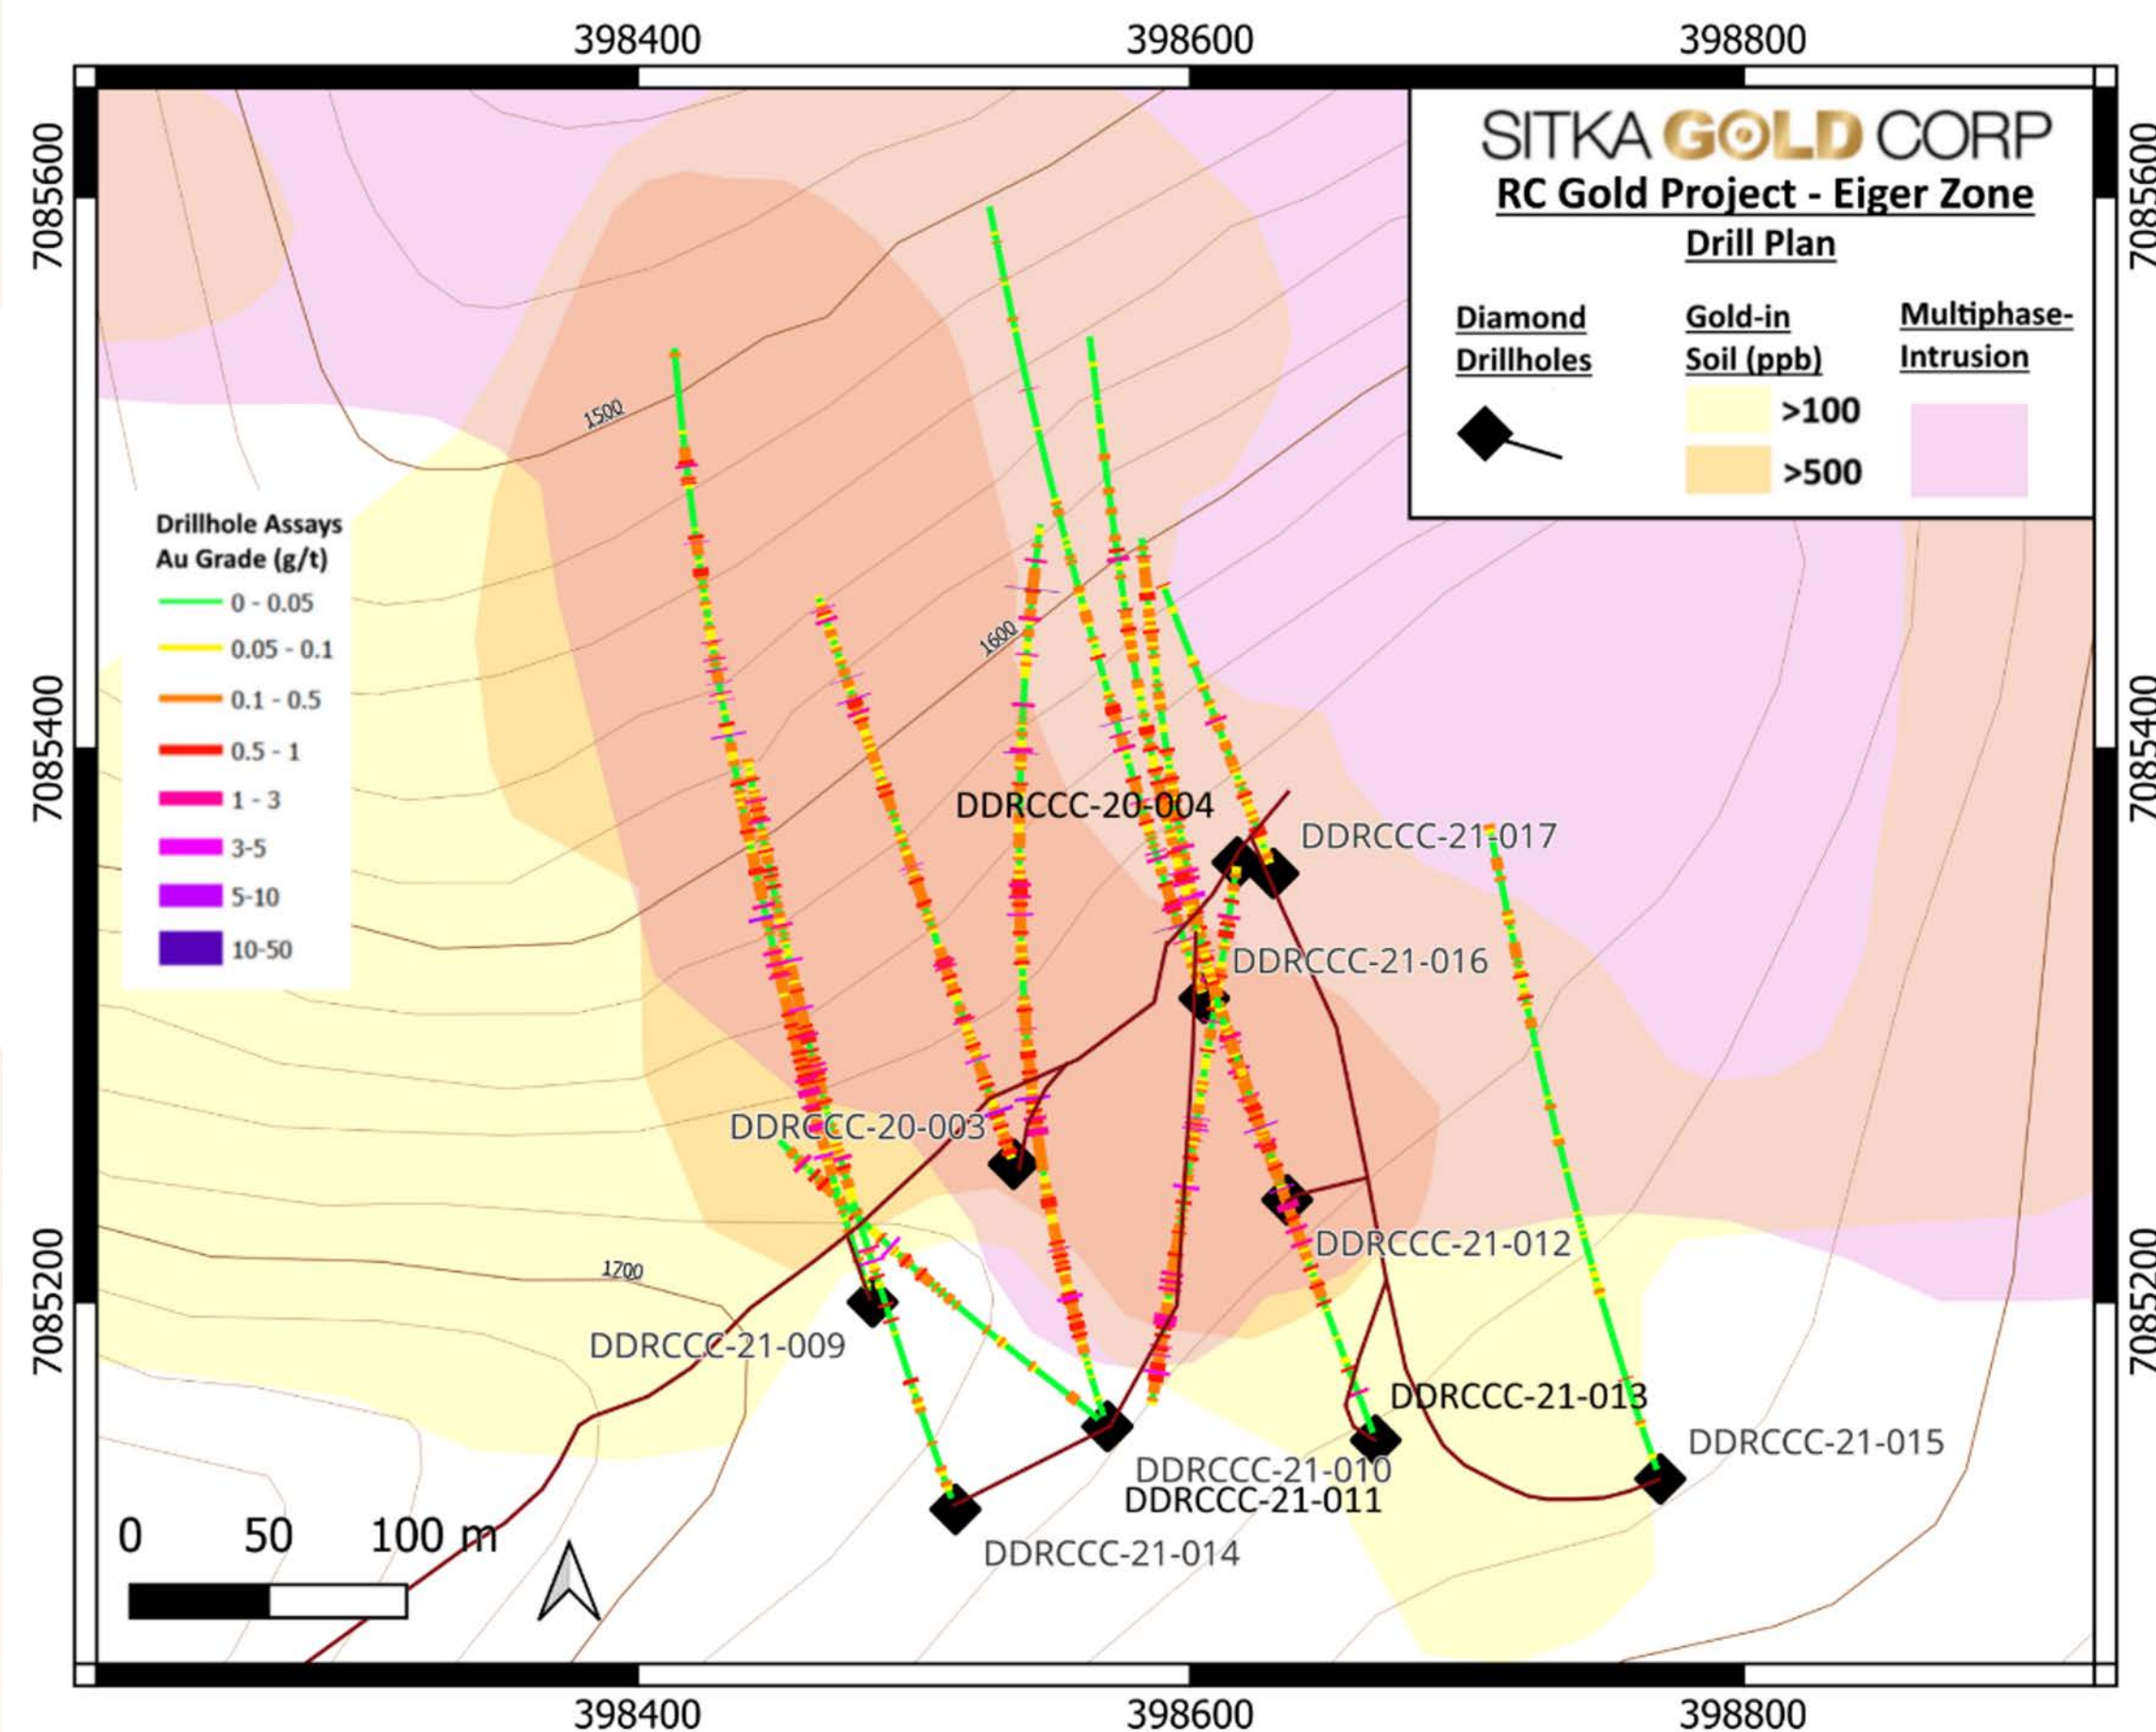 398400
398600
398800
7085600
7085400
7085200
SITKA GOLD CORP
RC Gold Project - Eiger Zone
Drill Plan
Diamond
Drillholes
Gold-in
Soil (ppb)
>100
>500
Multiphase-
Intrusion
Drillhole Assays
Au Grade (g/t)
0 - 0.05
0.05 - 0.1
0.1 - 0.5
0.5 - 1
1 - 3
3-5
5-10
10-50
1500
1600
1700
DDRCCC-20-004
DDRCCC-21-017
DDRCCC-21-016
DDRCCC-20-003
DDRCCC-21-012
DDRCCC-21-009
DDRCCC-21-013
DDRCCC-21-015
DDRCCC-21-010
DDRCCC-21-011
DDRCCC-21-014
0 50 100 m
7085600
7085400
7085200
398400
398600
398800